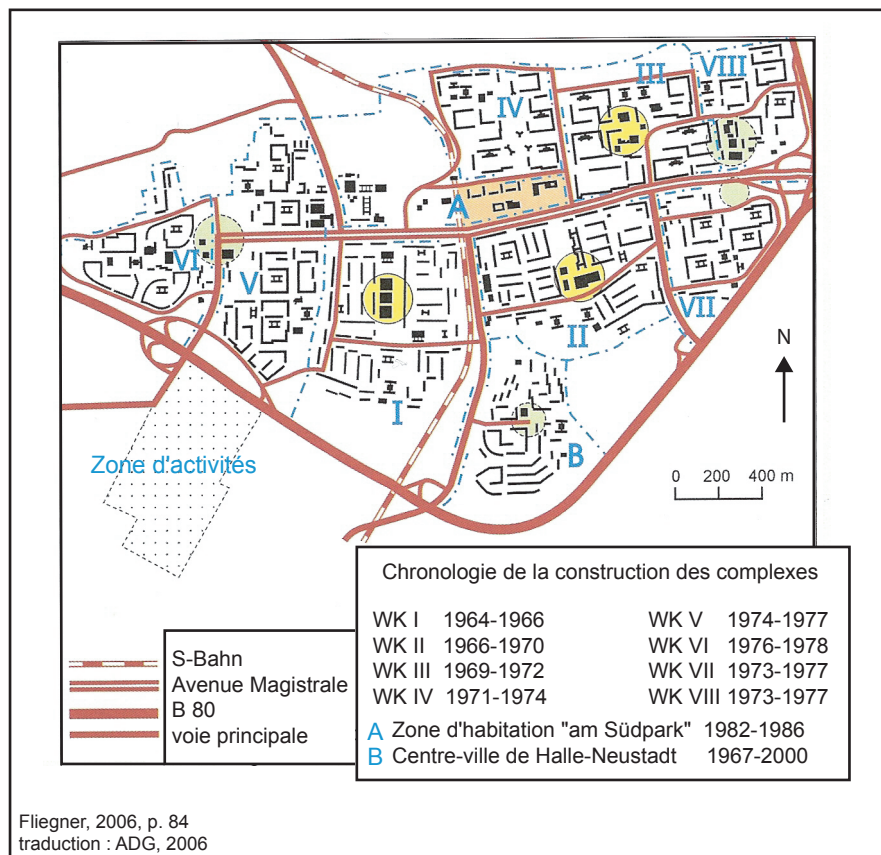 III
VIII
IV
A
VI
V
VII
II
N
I
B
Zone d'activités
0 200 400 m
Chronologie de la construction des complexes
WK I 1964-1966 WK V 1974-1977
WK II 1966-1970 WK VI 1976-1978
WK III 1969-1972 WK VII 1973-1977
WK IV 1971-1974 WK VIII 1973-1977
A Zone d'habitation "am Südpark" 1982-1986
B Centre-ville de Halle-Neustadt 1967-2000
S-Bahn
Avenue Magistrale
B 80
voie principale
Fliegner, 2006, p. 84
traduction : ADG, 2006